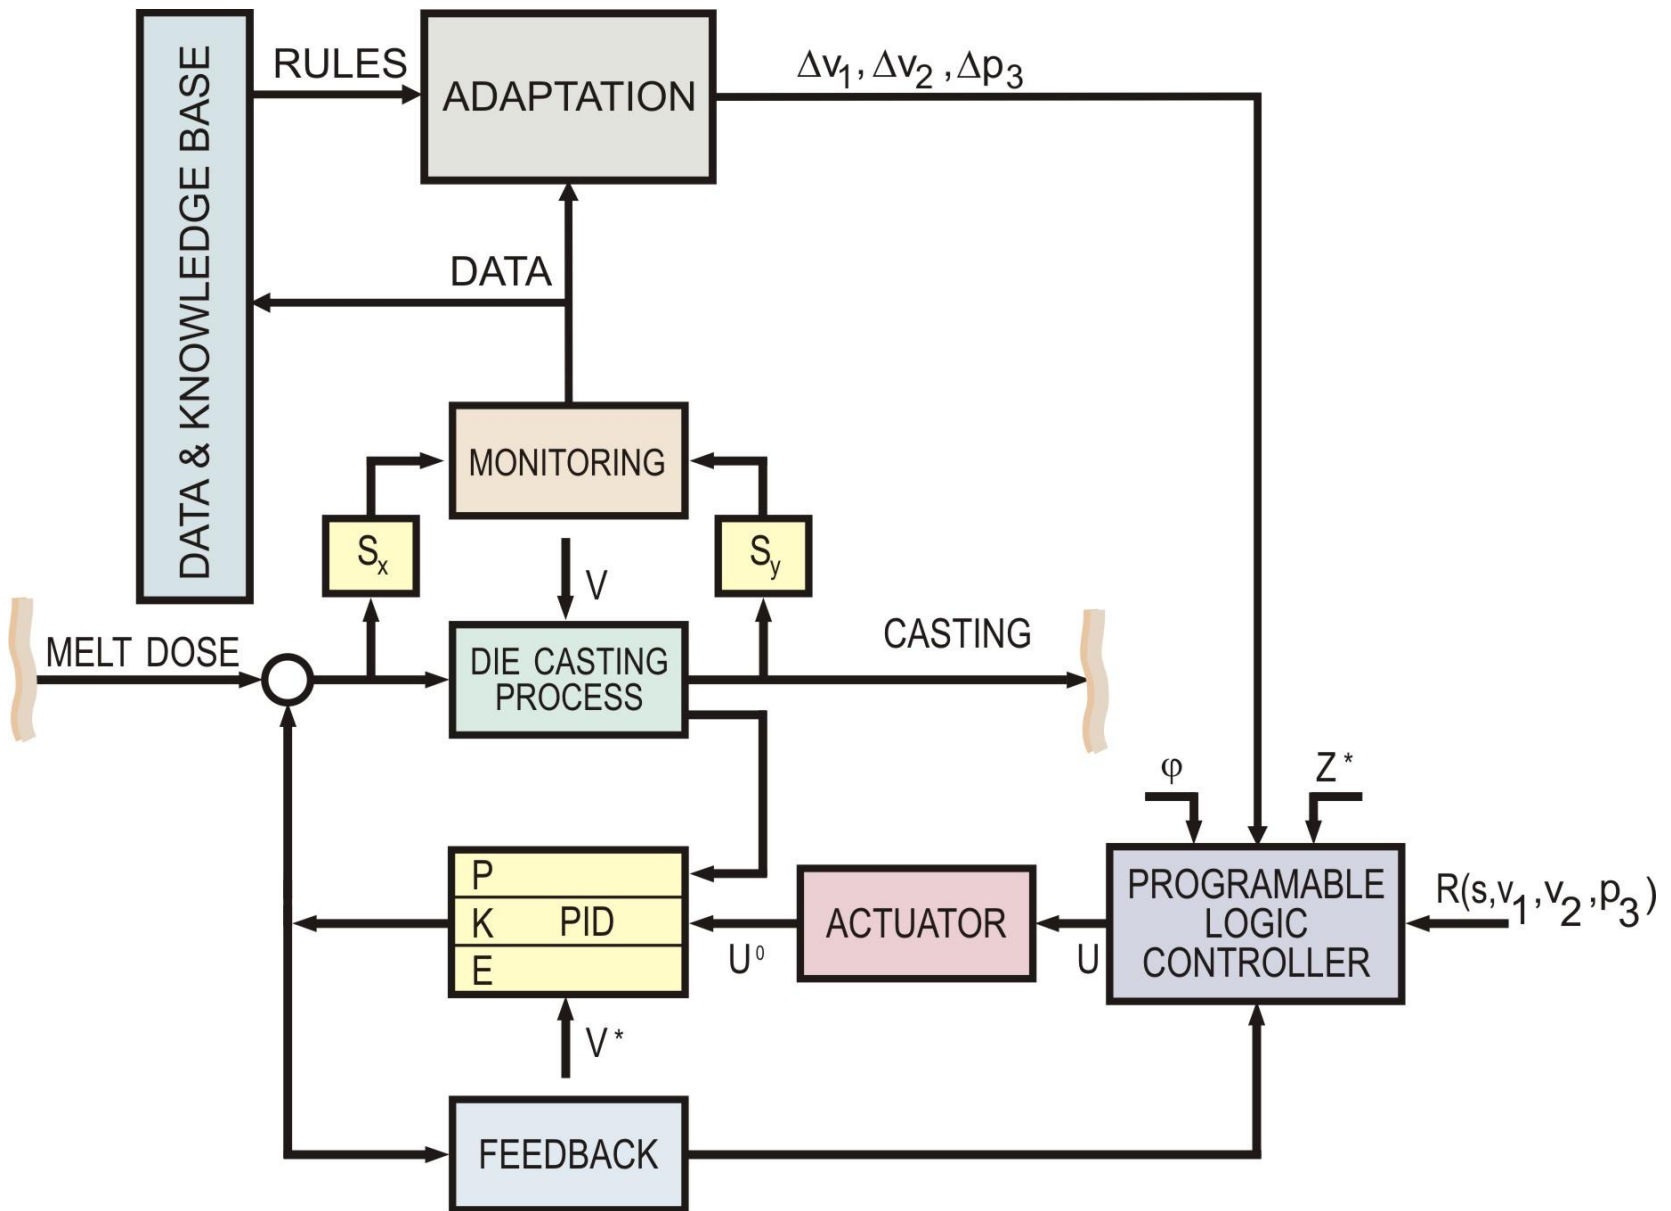 DATA & KNOWLEDGE BASE
RULES
ADAPTATION
Δv₁, Δv₂ , Δp₃
DATA
MONITORING
Sₓ
S_y
V
MELT DOSE
DIE CASTING
PROCESS
CASTING
φ
Z *
P
K
E
PID
U⁰
ACTUATOR
U
PROGRAMABLE
LOGIC
CONTROLLER
R(s,v₁,v₂,p₃)
V *
FEEDBACK